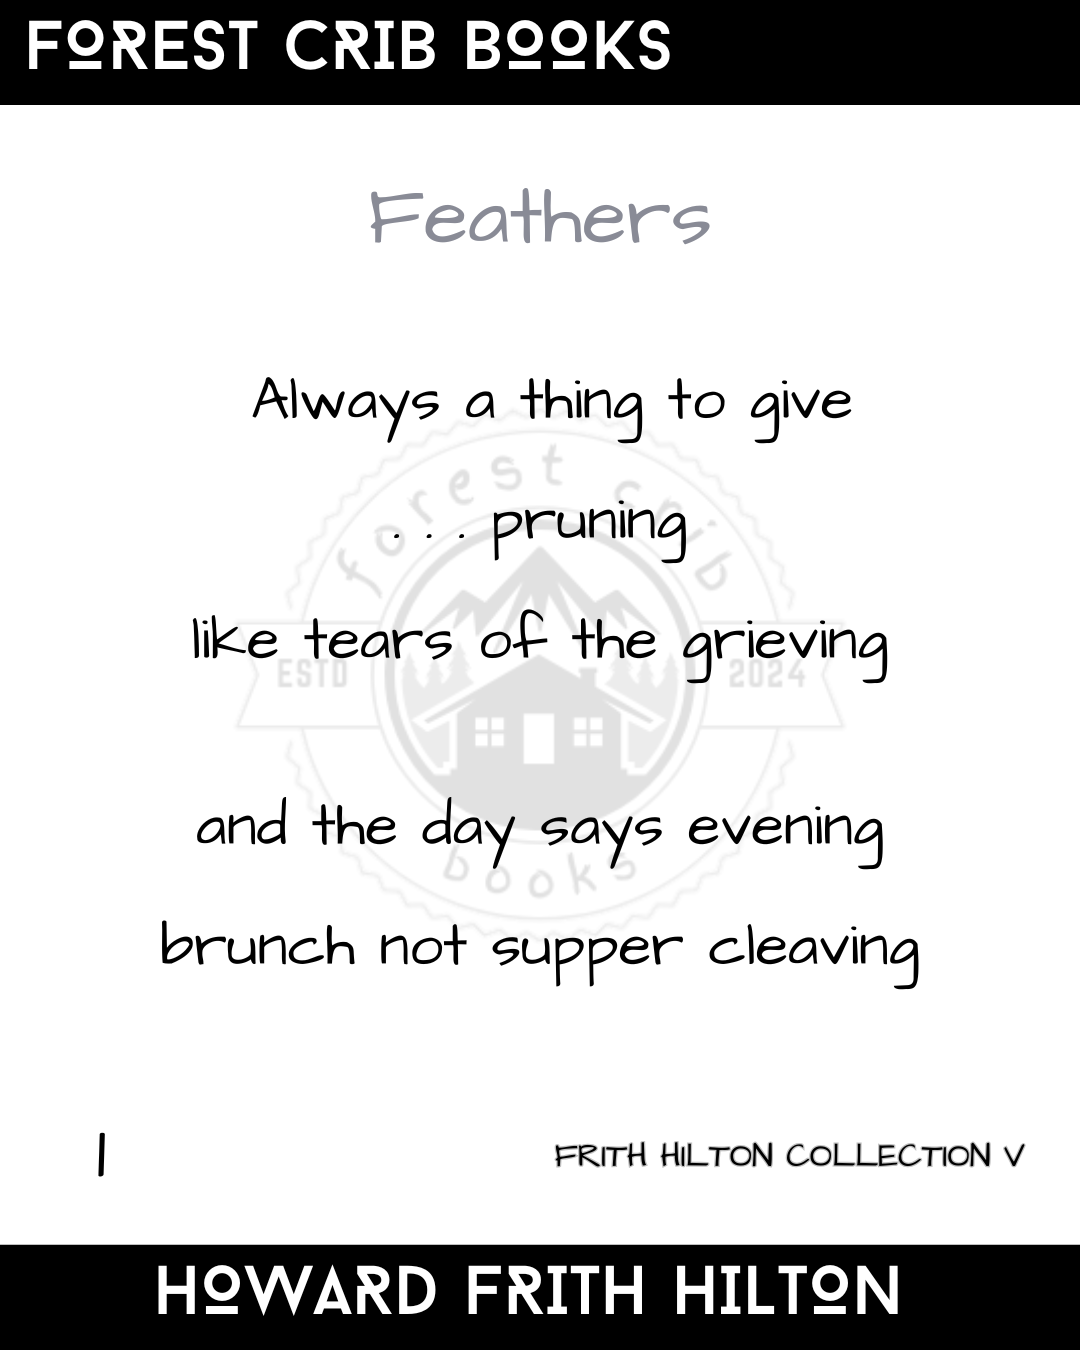 FOREST CRIB BOOKS
Feathers
Always a thing to give
. . . pruning
like tears of the grieving
and the day says evening
brunch not supper cleaving
forest crib
ESTD 2024
books
1
FRITH HILTON COLLECTION V
HOWARD FRITH HILTON